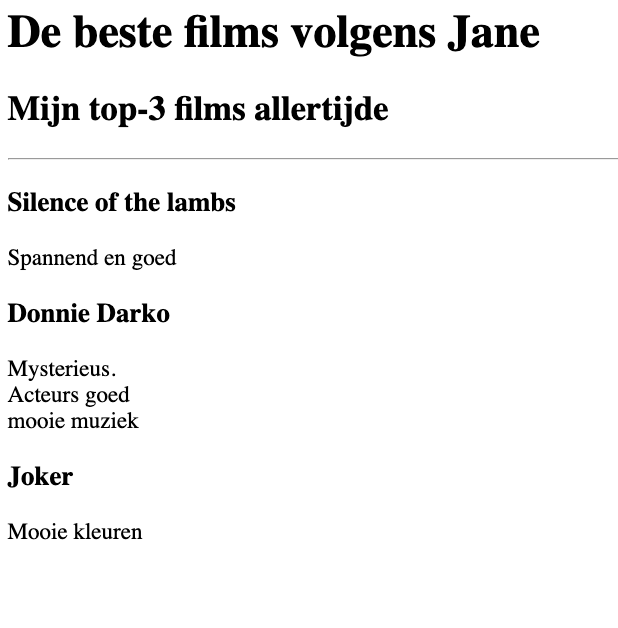 De beste films volgens Jane
Mijn top-3 films allertijde
Silence of the lambs
Spannend en goed
Donnie Darko
Mysterieus.
Acteurs goed
mooie muziek
Joker
Mooie kleuren